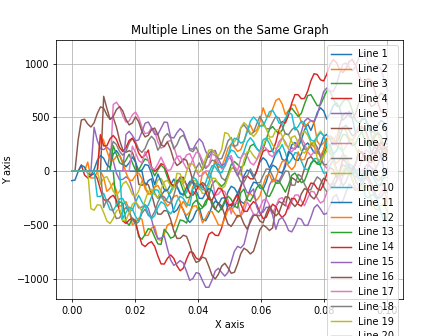 Multiple Lines on the Same Graph
Y axis
1000
500
0
−500
−1000
0.00
0.02
0.04
0.06
X axis
Line 1
Line 2
Line 3
Line 4
Line 5
Line 6
Line 7
Line 8
Line 9
Line 10
Line 11
Line 12
Line 13
Line 14
Line 15
Line 16
Line 17
Line 18
Line 19
Line 20